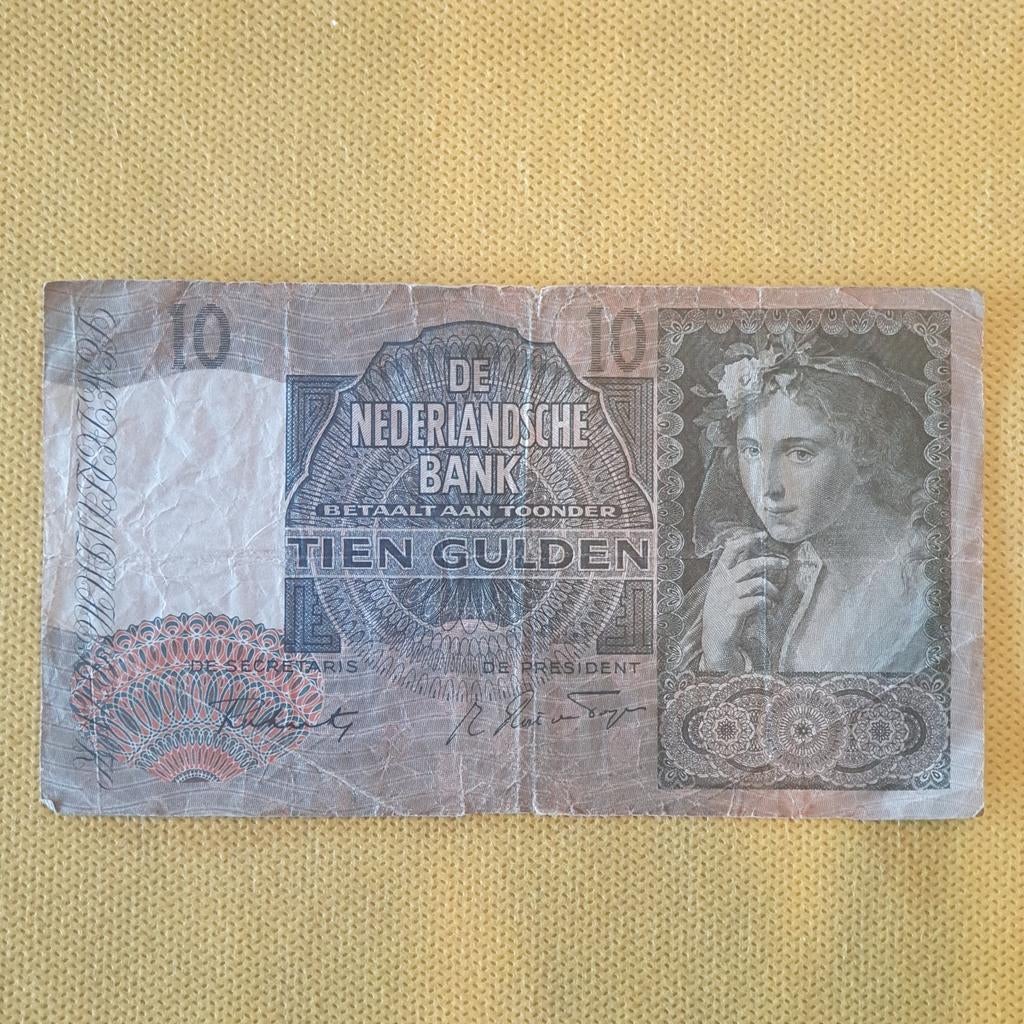 10
10
DE
NEDERLANDSCHE
BANK
BETAALT AAN TOONDER
TIEN GULDEN
DE SECRETARIS
DE PRESIDENT